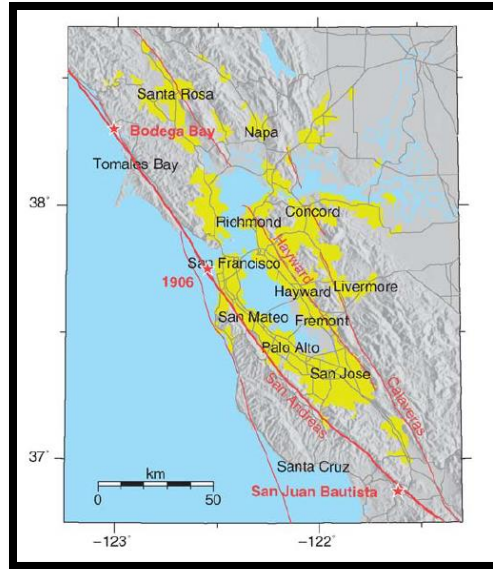 Santa Rosa
Bodega Bay
Napa
Tomales Bay
38°
Concord
Richmond
Hayward
San Francisco
1906
Livermore
Hayward
San Mateo
Fremont
Palo Alto
San Jose
Calaveras
San Andreas
37°
Santa Cruz
km
San Juan Bautista
0 50
−123° −122°